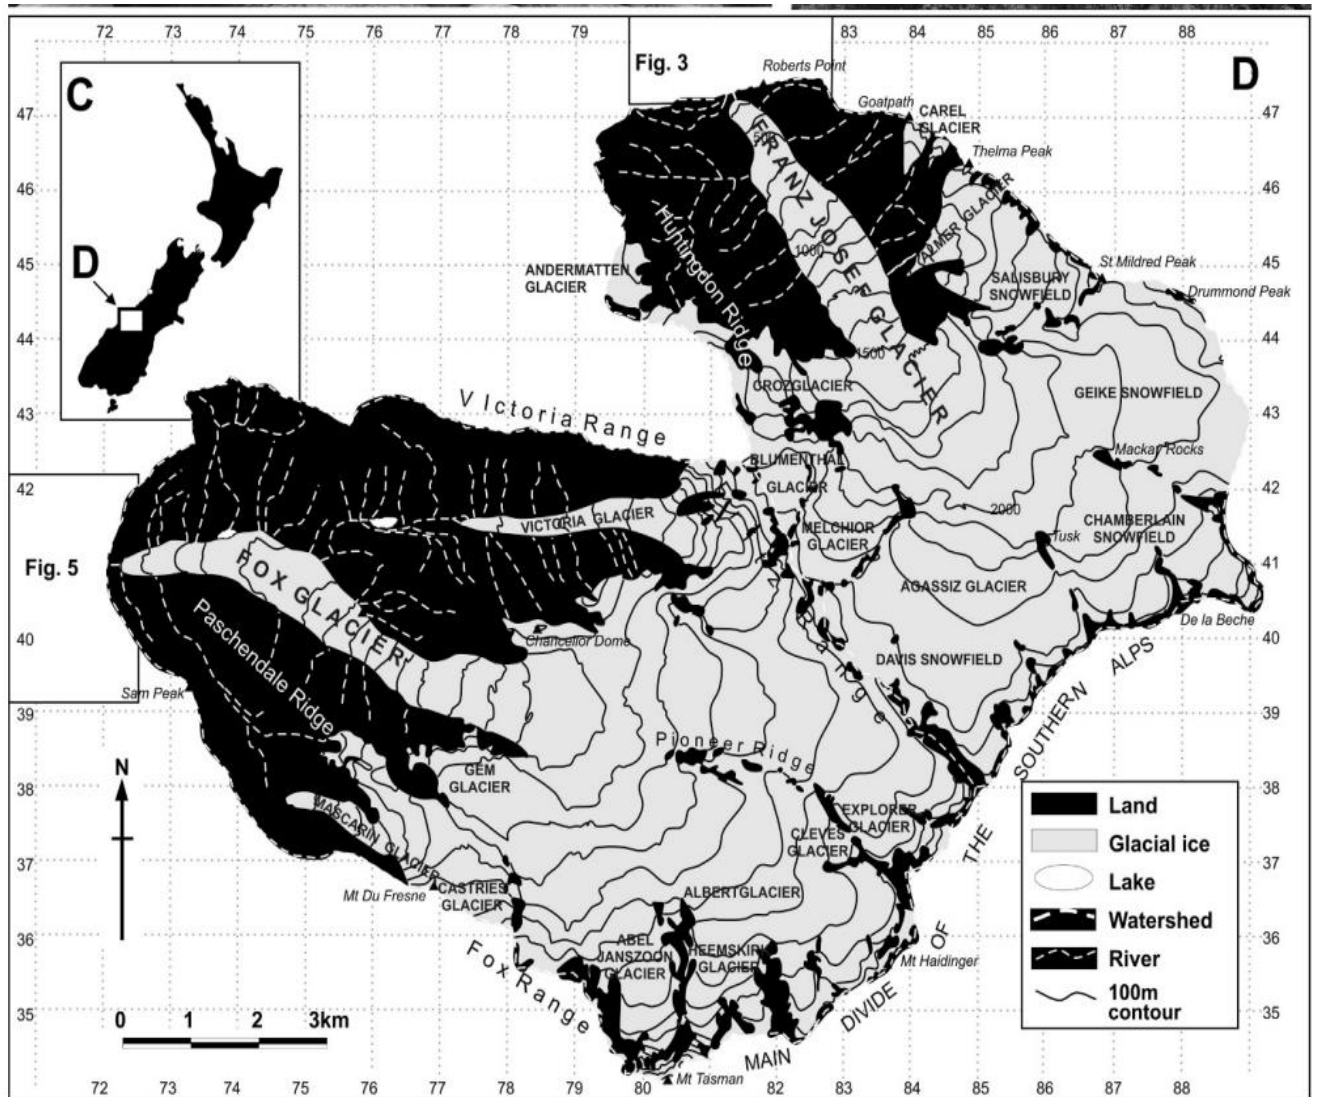 72 73 74 75 76 77 78 79 83 84 85 86 87 88
Fig. 3
Roberts Point
D
C
Goatpath
CAREL
GLACIER
47
47
Thelma Peak
FRANZ JOSEF GLACIER
500
46
46
ALMER GLACIER
Huntingdon Ridge
D
1000
45
ANDERMATTEN
GLACIER
SALISBURY
SNOWFIELD
St Mildred Peak
45
Drummond Peak
44
1500
44
CROZGLACIER
GEIKE SNOWFIELD
43
VIctoria Range
43
Mackay Rocks
BLUMENTHAL
GLACIER
42
42
2000
VICTORIA GLACIER
MELCHIOR
GLACIER
CHAMBERLAIN
SNOWFIELD
Tusk
Fig. 5
FOX GLACIER
41
AGASSIZ GLACIER
Paschendale Ridge
De la Beche
40
Chancellor Dome
40
DAVIS SNOWFIELD
Sam Peak
39
39
Pioneer Ridge
N
GEM
GLACIER
38
38
MASCARIN GLACIER
EXPLORER
GLACIER
CLEVES
GLACIER
37
37
Mt Du Fresne
CASTRIES
GLACIER
ALBERTGLACIER
36
36
ABEL
JANSZOON
GLACIER
HEEMSKIRK
GLACIER
Mt Haidinger
Fox Range
35
35
0 1 2 3km
MAIN DIVIDE OF THE SOUTHERN ALPS
Mt Tasman
Land
Glacial ice
Lake
Watershed
River
100m
contour
72 73 74 75 76 77 78 79 80 82 83 84 85 86 87 88